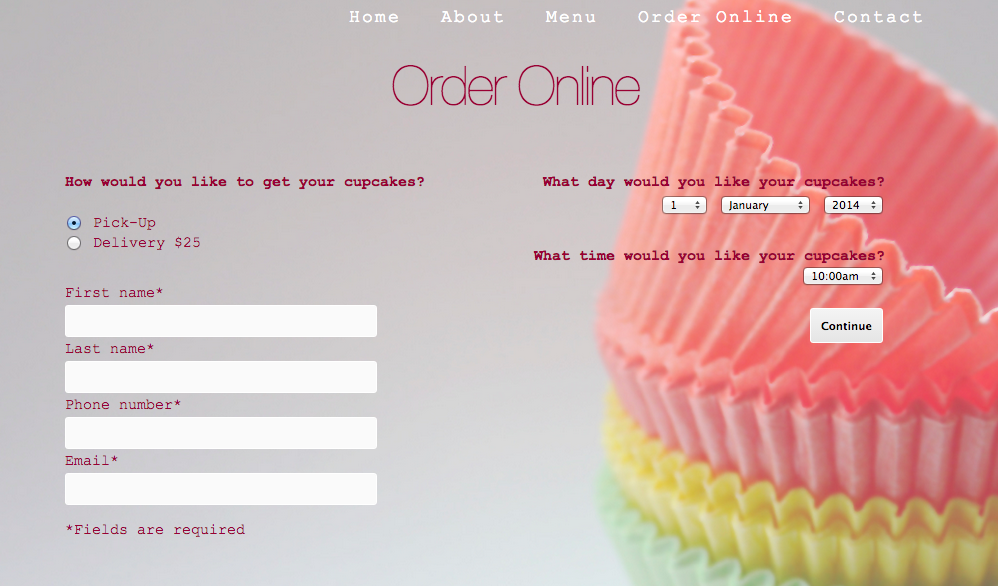 Home About Menu Order Online Contact
Order Online
How would you like to get your cupcakes?
Pick-Up
Delivery $25
First name*
Last name*
Phone number*
Email*
*Fields are required
What day would you like your cupcakes?
1 January 2014
What time would you like your cupcakes?
10:00am
Continue